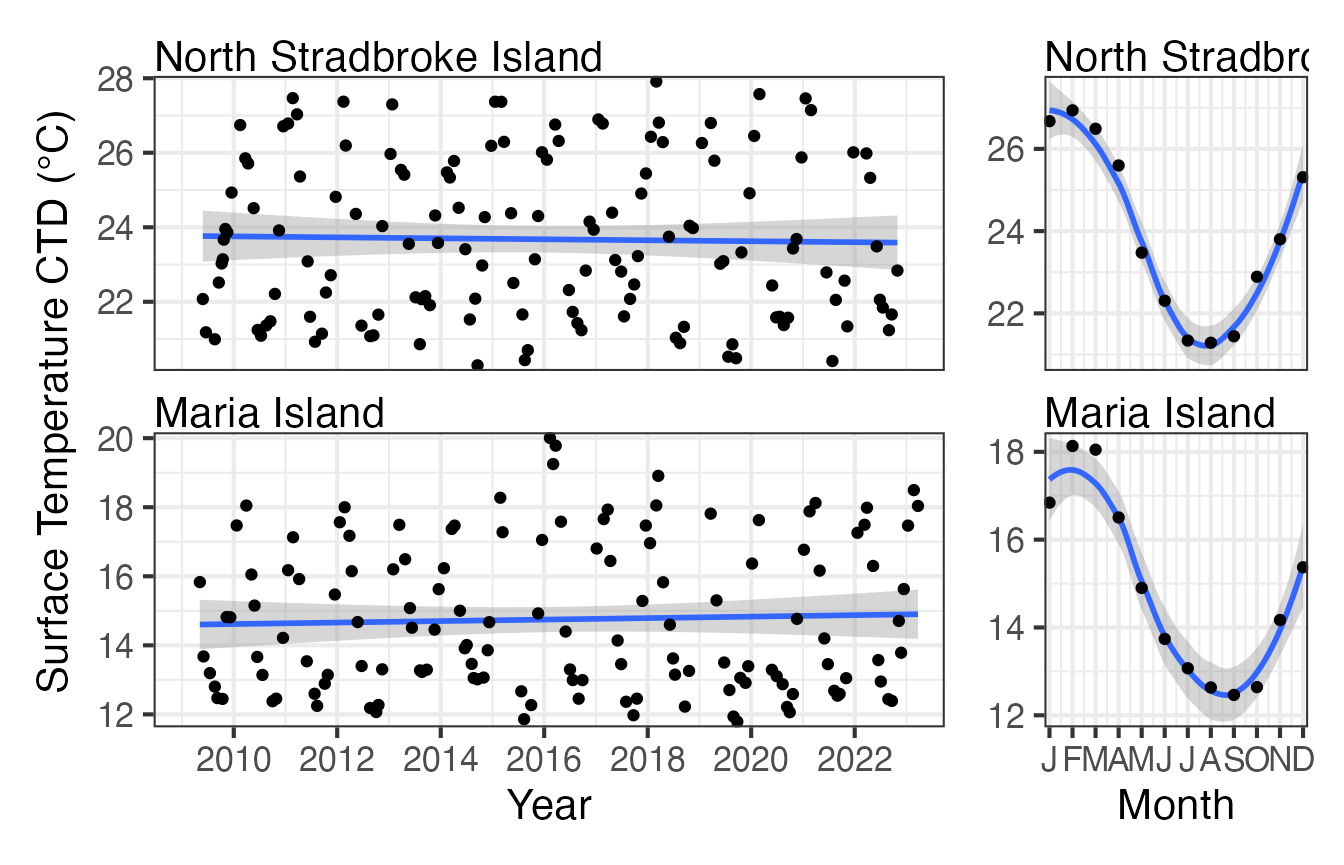 North Stradbroke Island
North Stradbr
Surface Temperature CTD (°C)
28
26
24
22
26
24
22
Maria Island
Maria Island
20
18
16
14
12
18
16
14
12
2010 2012 2014 2016 2018 2020 2022
J F M A M J J A S O N D
Year
Month